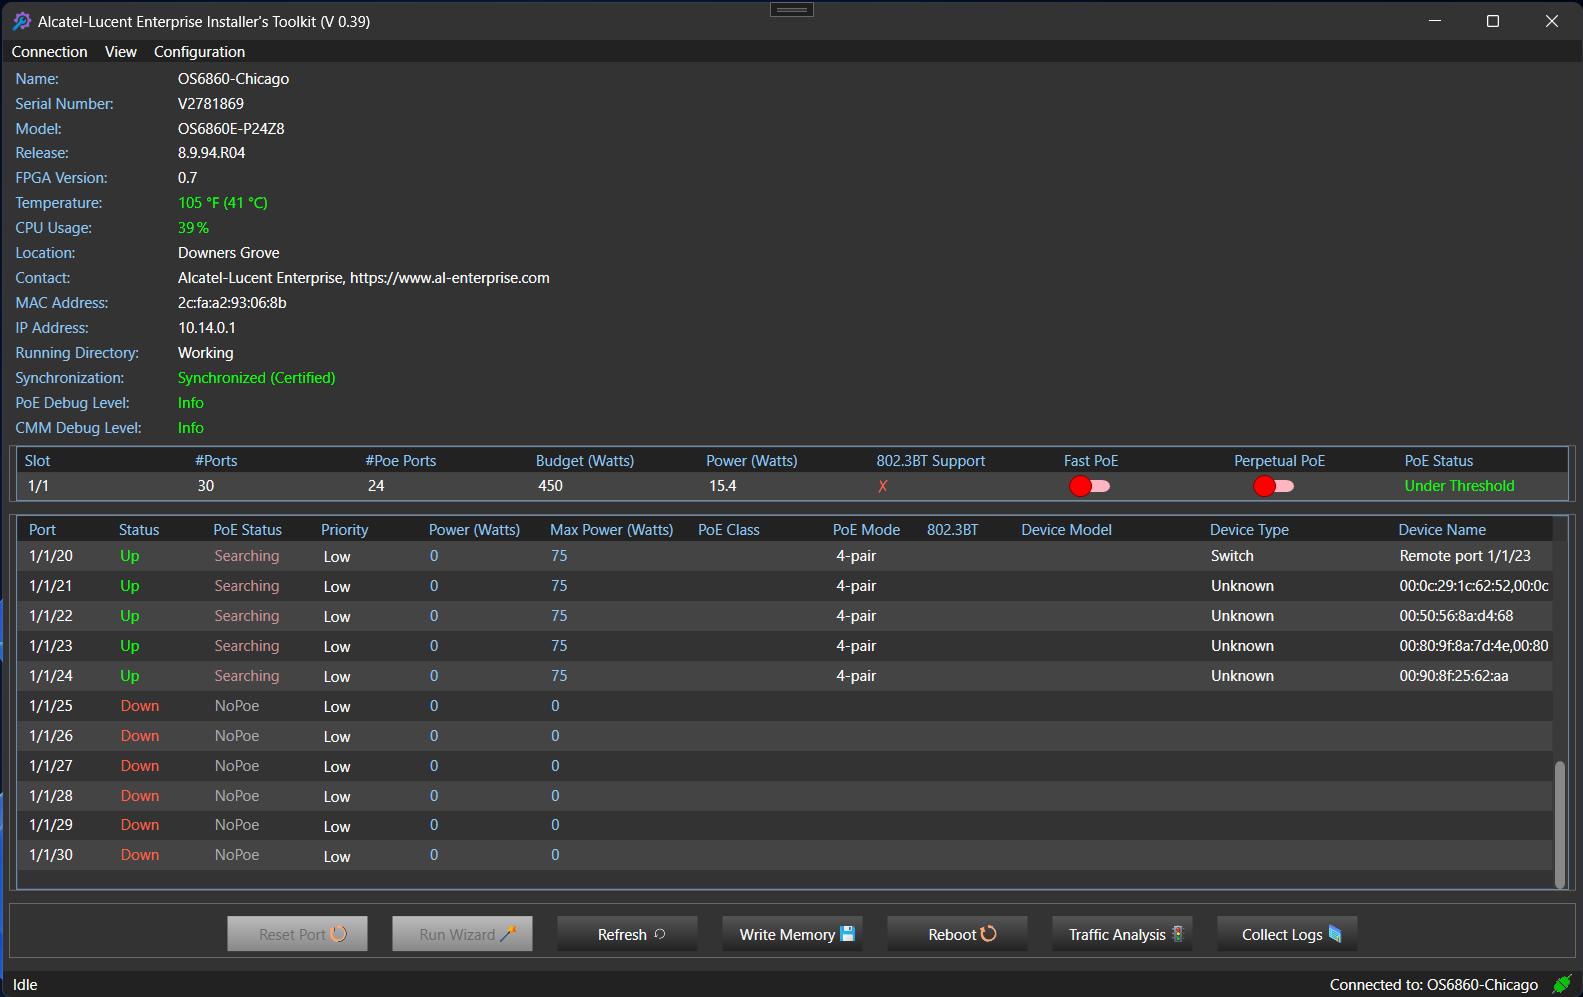 Alcatel-Lucent Enterprise Installer's Toolkit (V 0.39)
Connection View Configuration
Name: OS6860-Chicago
Serial Number: V2781869
Model: OS6860E-P24Z8
Release: 8.9.94.R04
FPGA Version: 0.7
Temperature: 105 °F (41 °C)
CPU Usage: 39 %
Location: Downers Grove
Contact: Alcatel-Lucent Enterprise, https://www.al-enterprise.com
MAC Address: 2c:fa:a2:93:06:8b
IP Address: 10.14.0.1
Running Directory: Working
Synchronization: Synchronized (Certified)
PoE Debug Level: Info
CMM Debug Level: Info
Slot #Ports #Poe Ports Budget (Watts) Power (Watts) 802.3BT Support Fast PoE Perpetual PoE PoE Status
1/1 30 24 450 15.4 ✗ Under Threshold
Port Status PoE Status Priority Power (Watts) Max Power (Watts) PoE Class PoE Mode 802.3BT Device Model Device Type Device Name
1/1/20 Up Searching Low 0 75 4-pair Switch Remote port 1/1/23
1/1/21 Up Searching Low 0 75 4-pair Unknown 00:0c:29:1c:62:52,00:0c
1/1/22 Up Searching Low 0 75 4-pair Unknown 00:50:56:8a:d4:68
1/1/23 Up Searching Low 0 75 4-pair Unknown 00:80:9f:8a:7d:4e,00:80
1/1/24 Up Searching Low 0 75 4-pair Unknown 00:90:8f:25:62:aa
1/1/25 Down NoPoe Low 0 0
1/1/26 Down NoPoe Low 0 0
1/1/27 Down NoPoe Low 0 0
1/1/28 Down NoPoe Low 0 0
1/1/29 Down NoPoe Low 0 0
1/1/30 Down NoPoe Low 0 0
Reset Port Run Wizard Refresh Write Memory Reboot Traffic Analysis Collect Logs
Idle Connected to: OS6860-Chicago